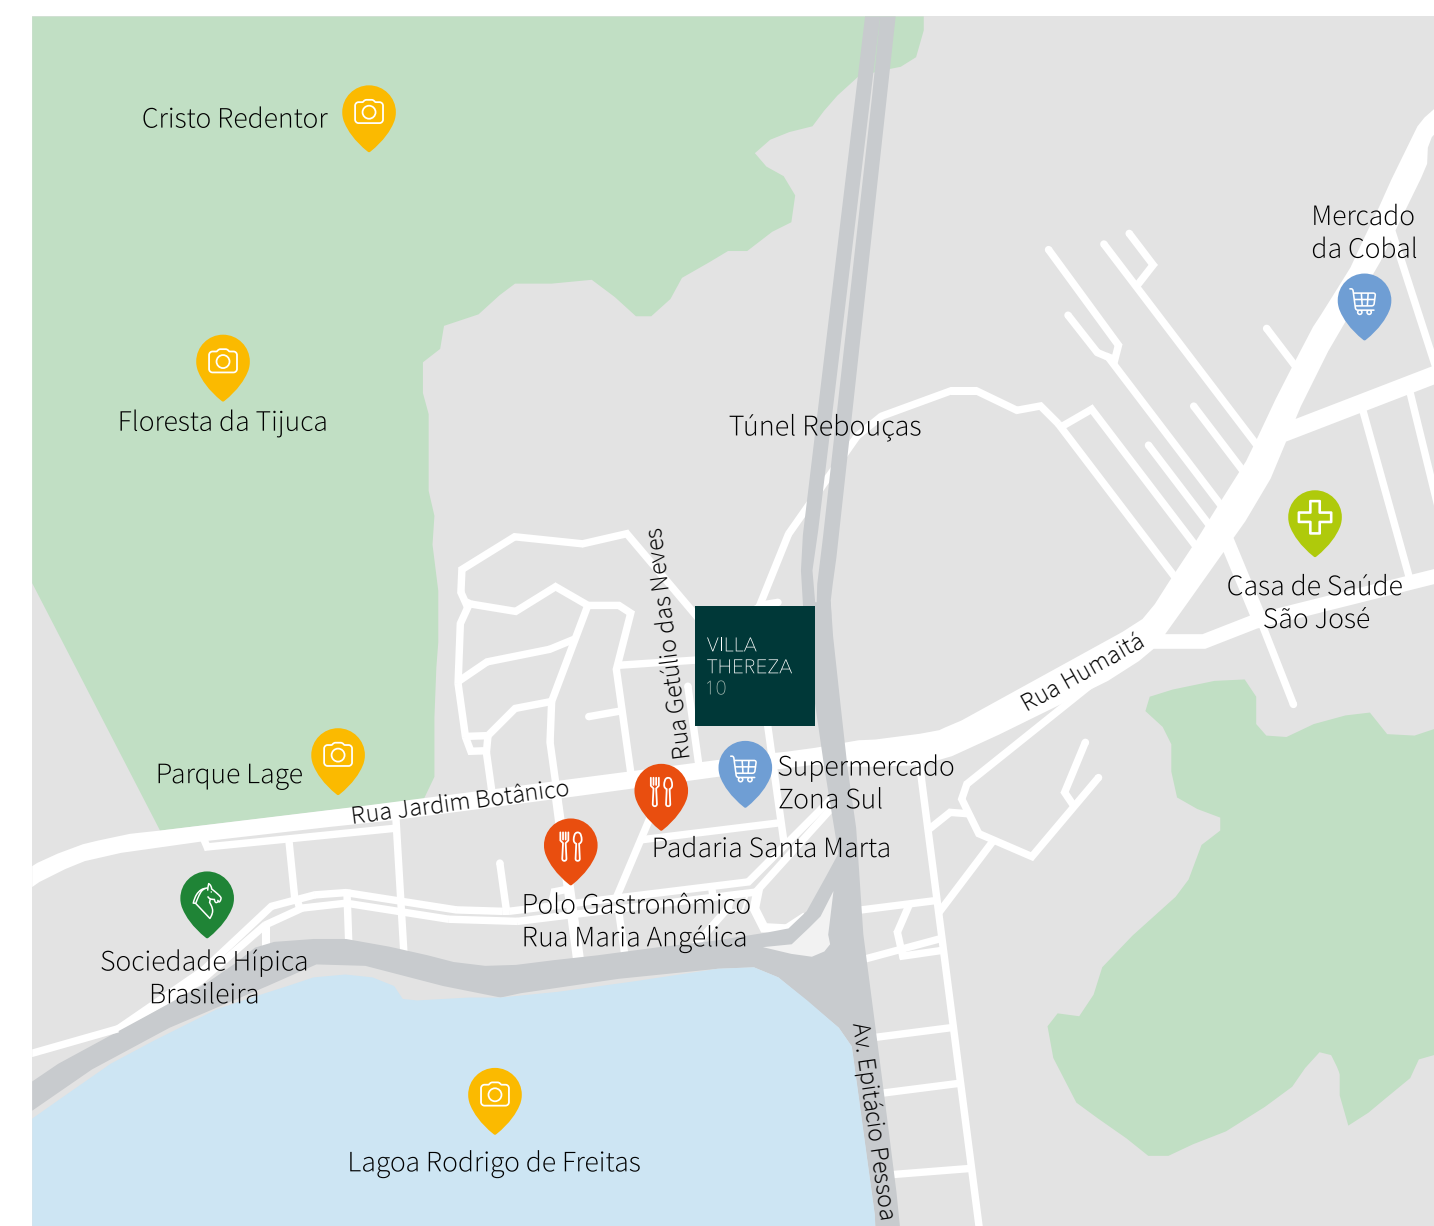 Cristo Redentor
Mercado
da Cobal
Floresta da Tijuca
Túnel Rebouças
Casa de Saúde
São José
Rua Getúlio das Neves
VILLA
THEREZA
10
Rua Humaitá
Parque Lage
Rua Jardim Botânico
Supermercado
Zona Sul
Padaria Santa Marta
Polo Gastronômico
Rua Maria Angélica
Sociedade Hípica
Brasileira
Av. Epitácio Pessoa
Lagoa Rodrigo de Freitas